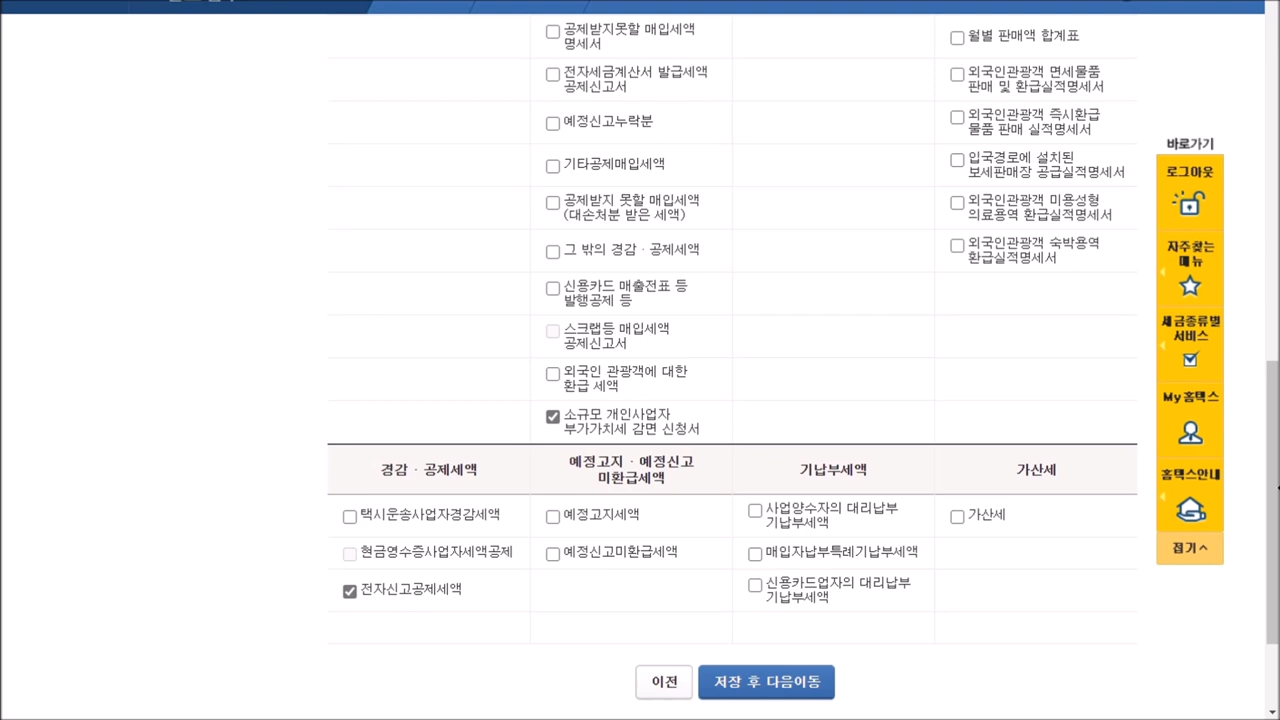 공제받지못할 매입세액
명세서
월별 판매액 합계표
전자세금계산서 발급세액
공제신고서
외국인관광객 면세물품
판매 및 환급실적명세서
예정신고누락분
외국인관광객 즉시환급
물품 판매 실적명세서
기타공제매입세액
입국경로에 설치된
보세판매장 공급실적명세서
공제받지 못할 매입세액
(대손처분 받은 세액)
외국인관광객 미용성형
의료용역 환급실적명세서
그 밖의 경감 · 공제세액
외국인관광객 숙박용역
환급실적명세서
신용카드 매출전표 등
발행공제 등
스크랩등 매입세액
공제신고서
외국인 관광객에 대한
환급 세액
소규모 개인사업자
부가가치세 감면 신청서
경감 · 공제세액
예정고지 · 예정신고
미환급세액
기납부세액
가산세
택시운송사업자경감세액
예정고지세액
사업양수자의 대리납부
기납부세액
가산세
현금영수증사업자세액공제
예정신고미환급세액
매입자납부특례기납부세액
전자신고공제세액
신용카드업자의 대리납부
기납부세액
이전
저장 후 다음이동
바로가기
로그아웃
자주찾는
메뉴
세금종류별
서비스
My홈택스
홈택스안내
접기^